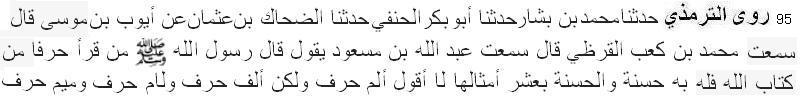 95 روى الترمذي حدثنا محمد بن بشار حدثنا أبو بكر الحنفي حدثنا الضحاك بن عثمان عن أيوب بن موسى قال
سمعت محمد بن كعب القرظي قال سمعت عبد الله بن مسعود يقول قال رسول الله ﷺ من قرأ حرفا من
كتاب الله فله به حسنة والحسنة بعشر أمثالها لا أقول ألم حرف ولكن ألف حرف ولام حرف وميم حرف